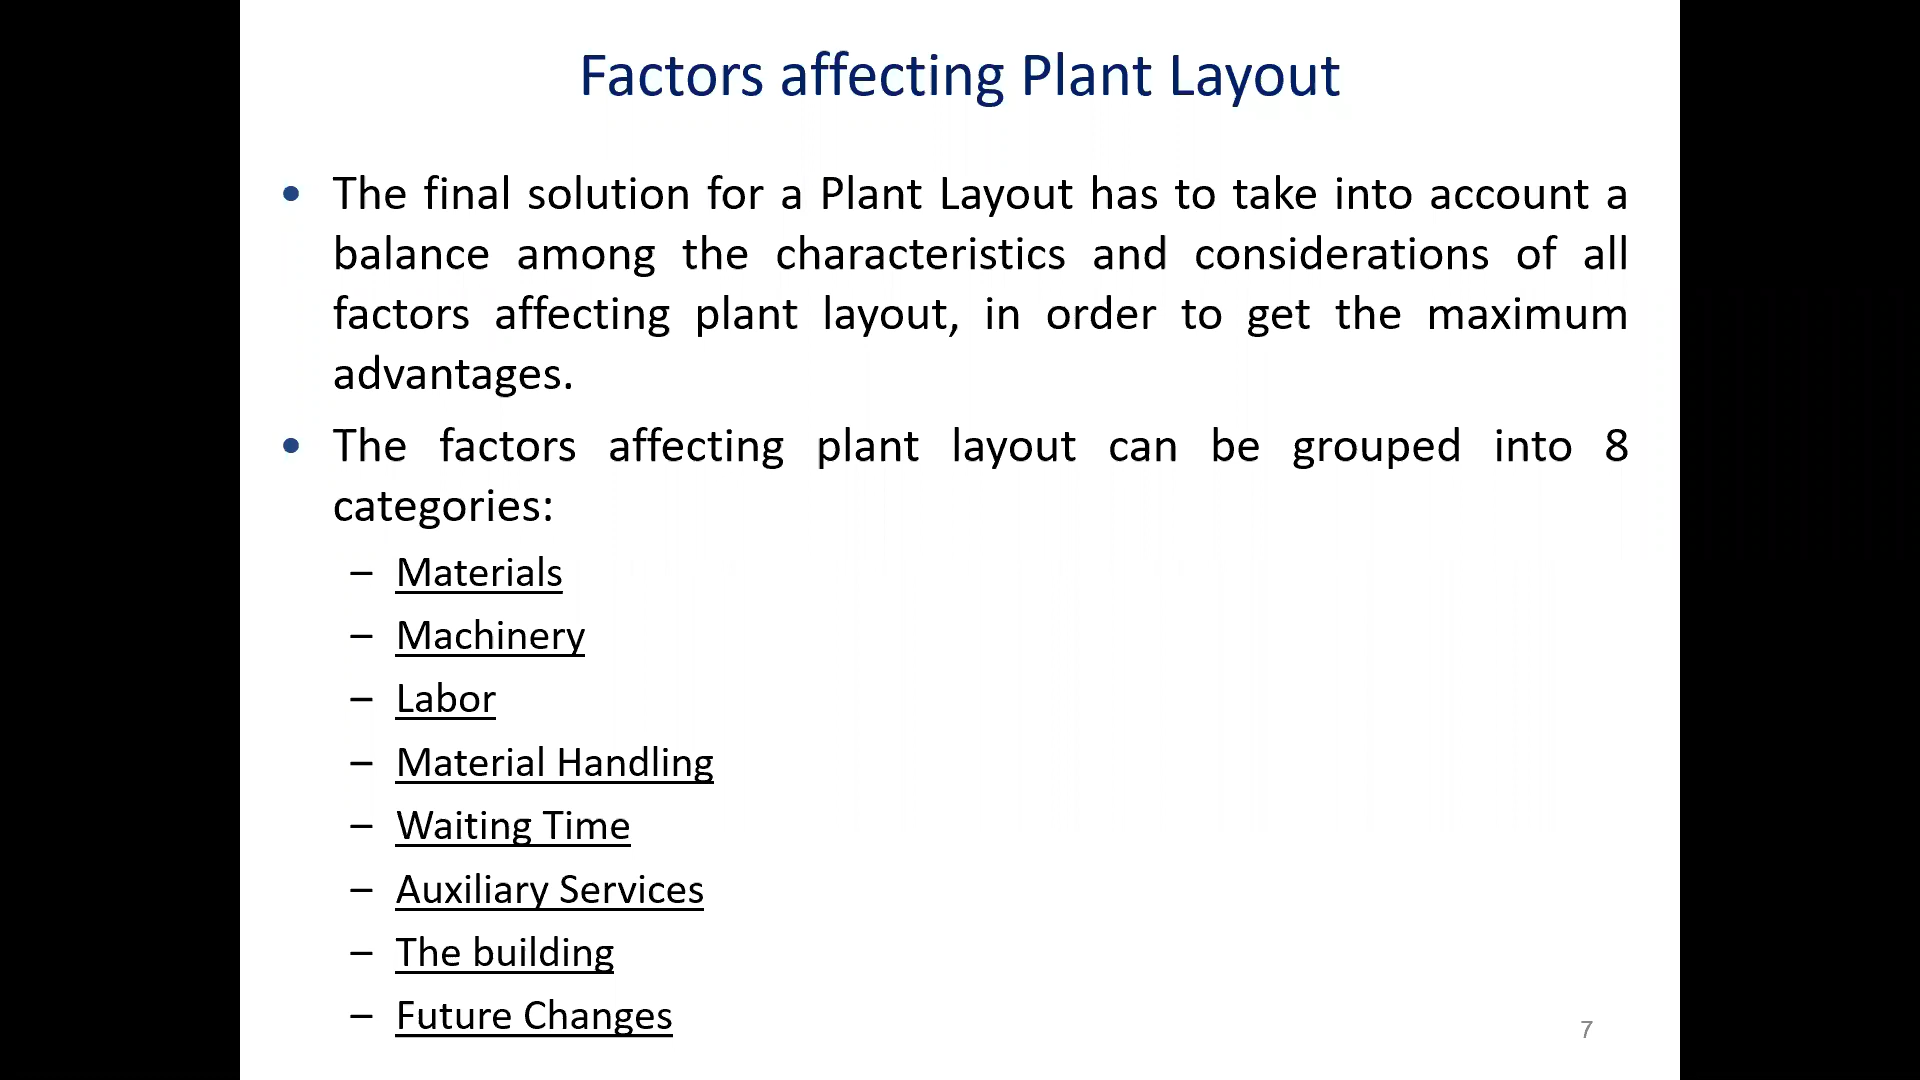 Factors affecting Plant Layout
• The final solution for a Plant Layout has to take into account a
balance among the characteristics and considerations of all
factors affecting plant layout, in order to get the maximum
advantages.
• The factors affecting plant layout can be grouped into 8
categories:
– Materials
– Machinery
– Labor
– Material Handling
– Waiting Time
– Auxiliary Services
– The building
– Future Changes
7